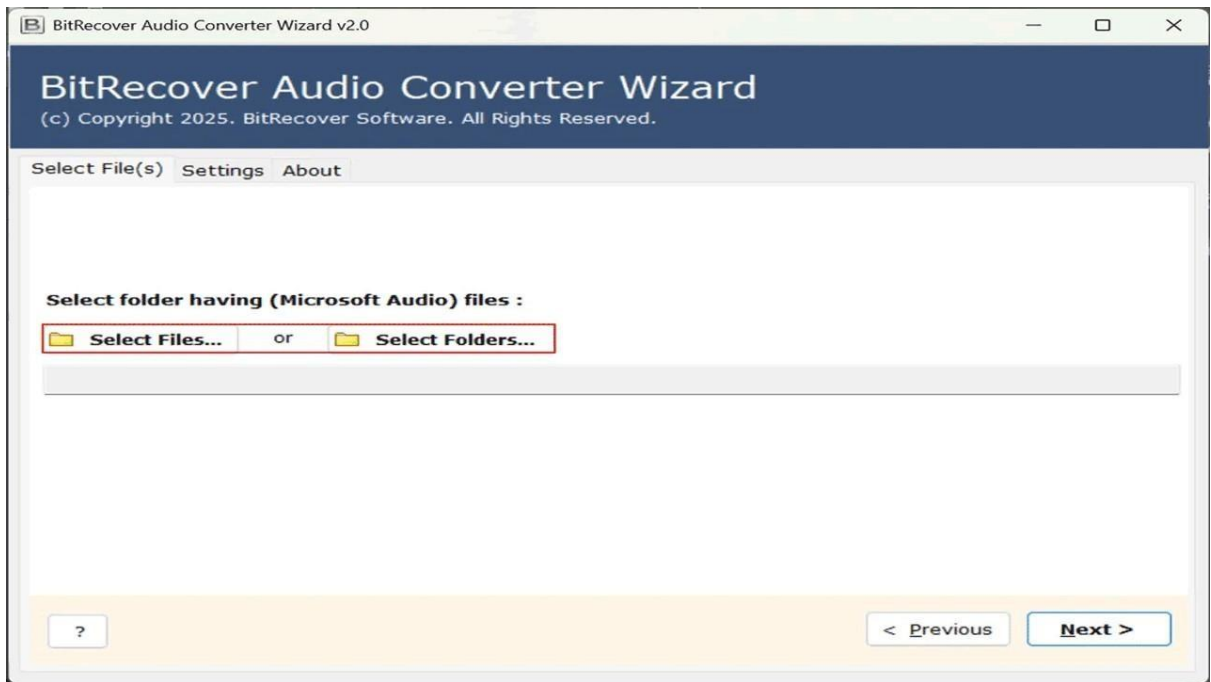 BitRecover Audio Converter Wizard v2.0
BitRecover Audio Converter Wizard
(c) Copyright 2025. BitRecover Software. All Rights Reserved.
Select File(s) Settings About
Select folder having (Microsoft Audio) files :
Select Files... or Select Folders...
? < Previous Next >